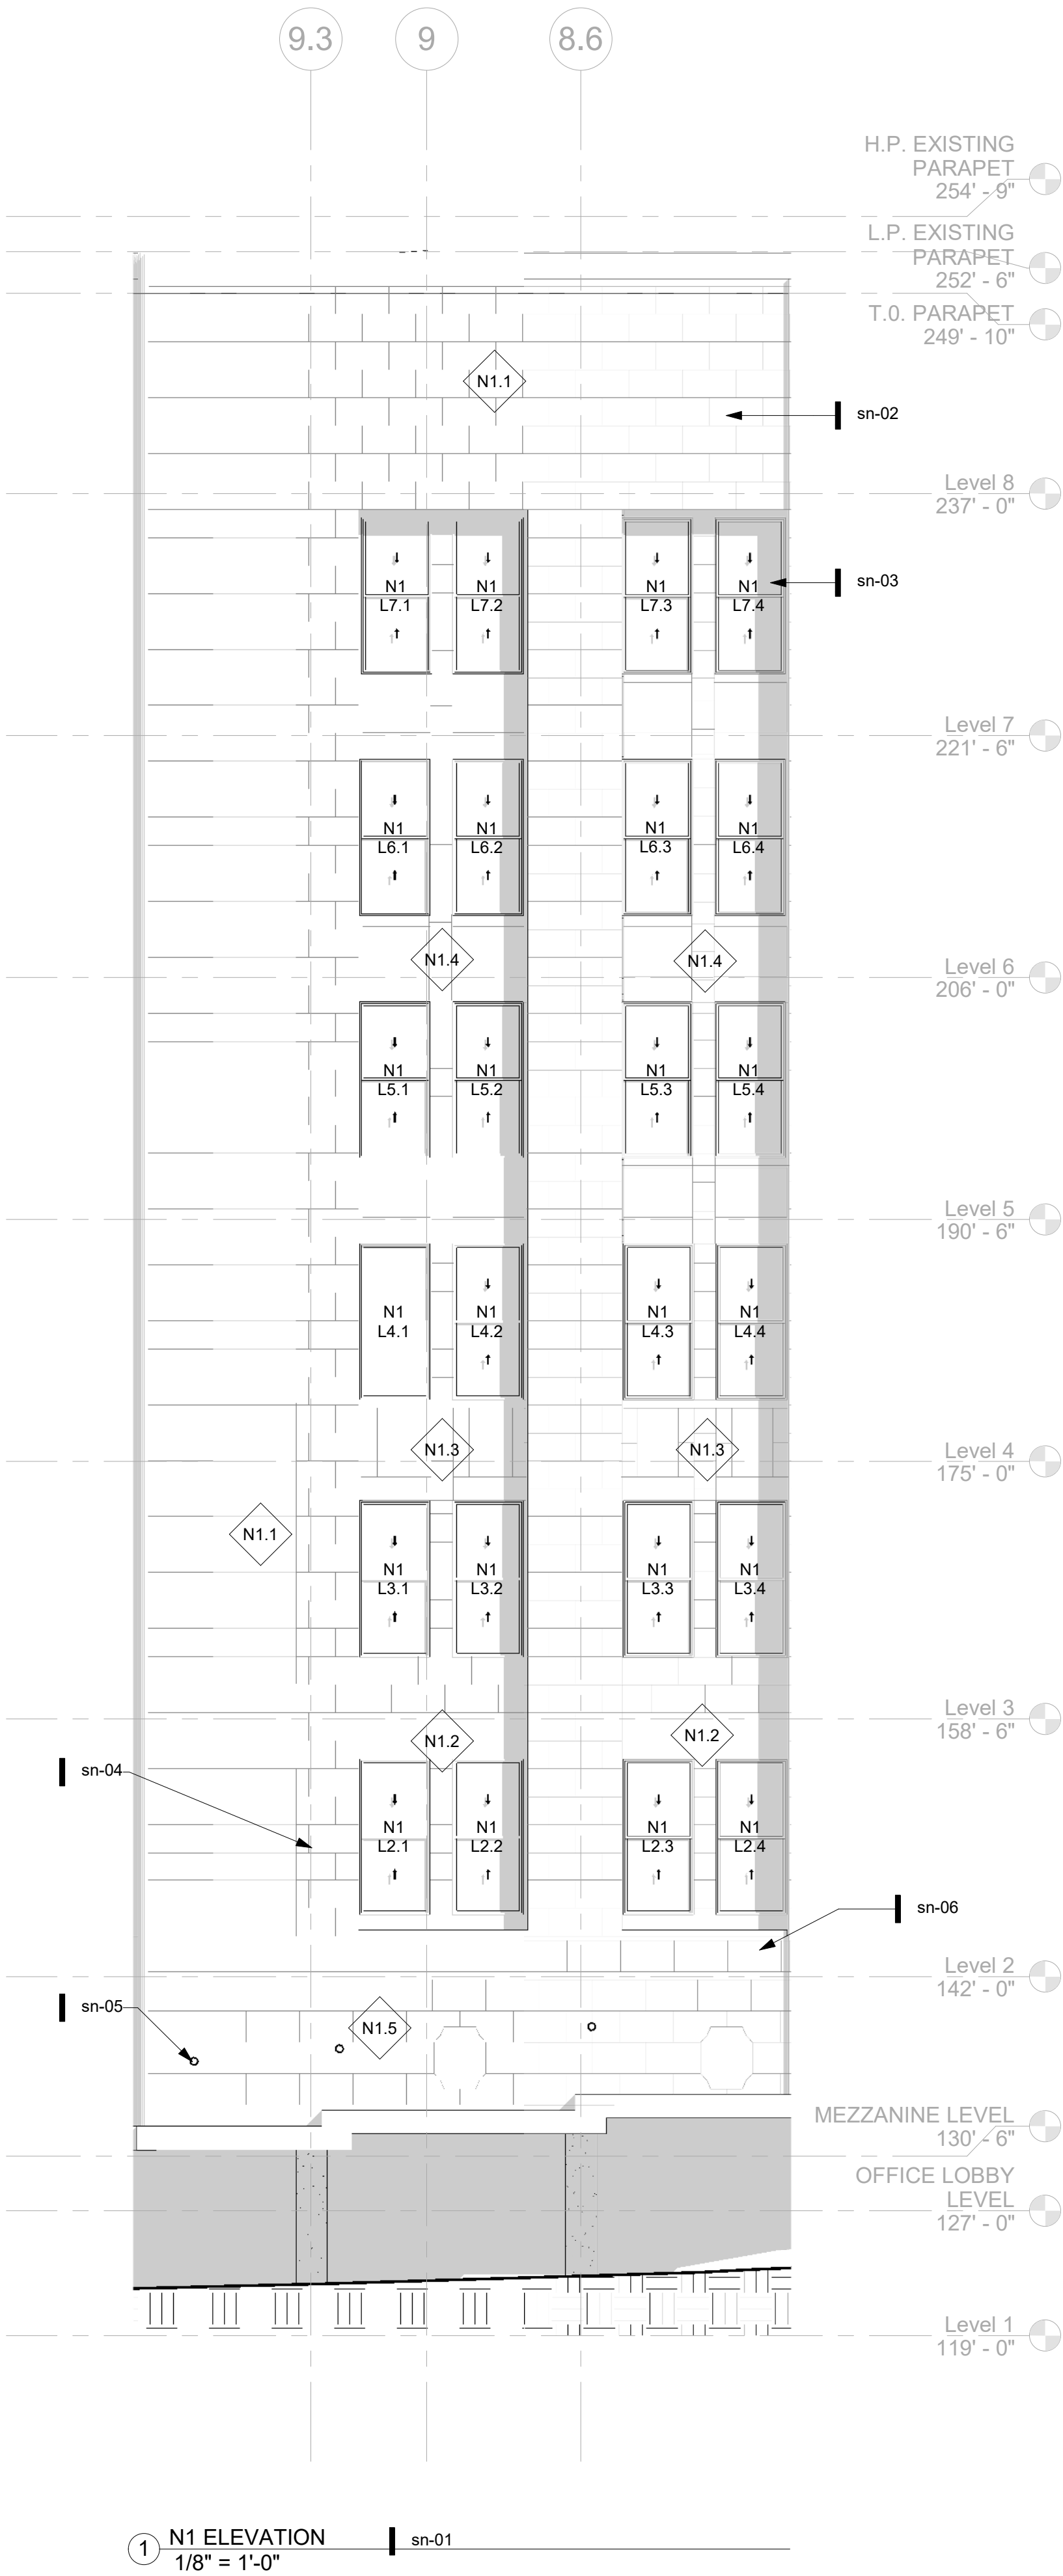 9.3
9
8.6
H.P. EXISTING
PARAPET
254' - 9"
L.P. EXISTING
PARAPET
252' - 6"
T.0. PARAPET
249' - 10"
N1.1
sn-02
Level 8
237' - 0"
N1
L7.1
N1
L7.2
N1
L7.3
N1
L7.4
sn-03
Level 7
221' - 6"
N1
L6.1
N1
L6.2
N1
L6.3
N1
L6.4
N1.4
N1.4
Level 6
206' - 0"
N1
L5.1
N1
L5.2
N1
L5.3
N1
L5.4
Level 5
190' - 6"
N1
L4.1
N1
L4.2
N1
L4.3
N1
L4.4
N1.3
N1.3
Level 4
175' - 0"
N1.1
N1
L3.1
N1
L3.2
N1
L3.3
N1
L3.4
Level 3
158' - 6"
N1.2
N1.2
sn-04
N1
L2.1
N1
L2.2
N1
L2.3
N1
L2.4
sn-06
Level 2
142' - 0"
sn-05
N1.5
MEZZANINE LEVEL
130' - 6"
OFFICE LOBBY
LEVEL
127' - 0"
Level 1
119' - 0"
1
N1 ELEVATION
sn-01
1/8" = 1'-0"